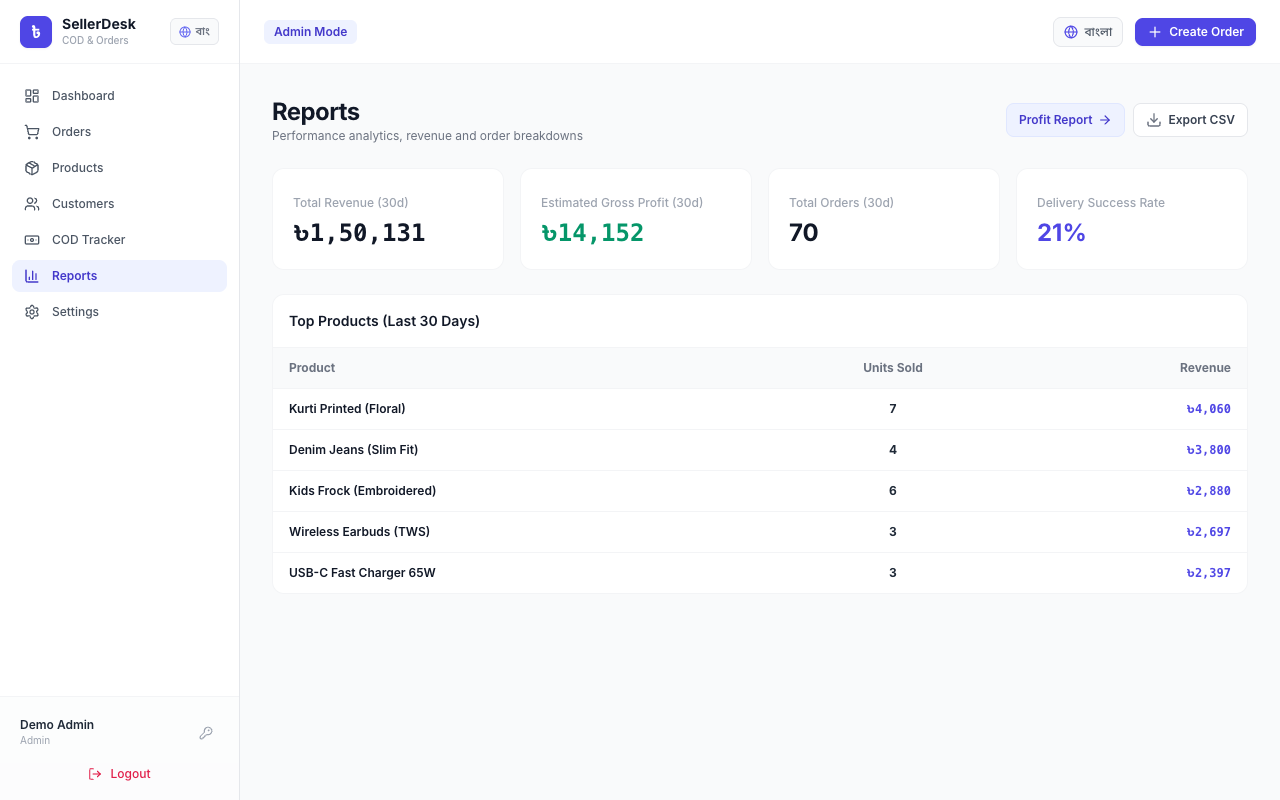 ৳
SellerDesk
COD & Orders
বাং
Dashboard
Orders
Products
Customers
COD Tracker
Reports
Settings
Demo Admin
Admin
Logout
Admin Mode
বাংলা
Create Order
Reports
Performance analytics, revenue and order breakdowns
Profit Report
Export CSV
Total Revenue (30d)
৳1,50,131
Estimated Gross Profit (30d)
৳14,152
Total Orders (30d)
70
Delivery Success Rate
21%
Top Products (Last 30 Days)
Product Units Sold Revenue
Kurti Printed (Floral) 7 ৳4,060
Denim Jeans (Slim Fit) 4 ৳3,800
Kids Frock (Embroidered) 6 ৳2,880
Wireless Earbuds (TWS) 3 ৳2,697
USB-C Fast Charger 65W 3 ৳2,397